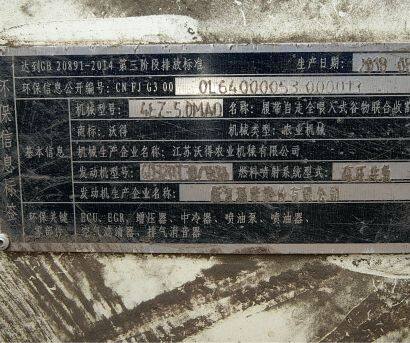 达到GB 20891-2014 第三阶段排放标准 生产日期:
环保信息公开编号: CN FJ G3 00 0L64000053 000013
机械型号: 名称: 履带自走全喂入式谷物联合收
商标: 沃得 机械类型: 农业机械
基本信息 机械生产企业名称: 江苏沃得农业机械有限公司
发动机型号: 燃料喷射系统型式:
发动机生产企业名称:
环保关键 ECU、EGR、增压器、中冷器、喷油泵、喷油器、
零部件 空气滤清器、排气消音器
环保信息标签